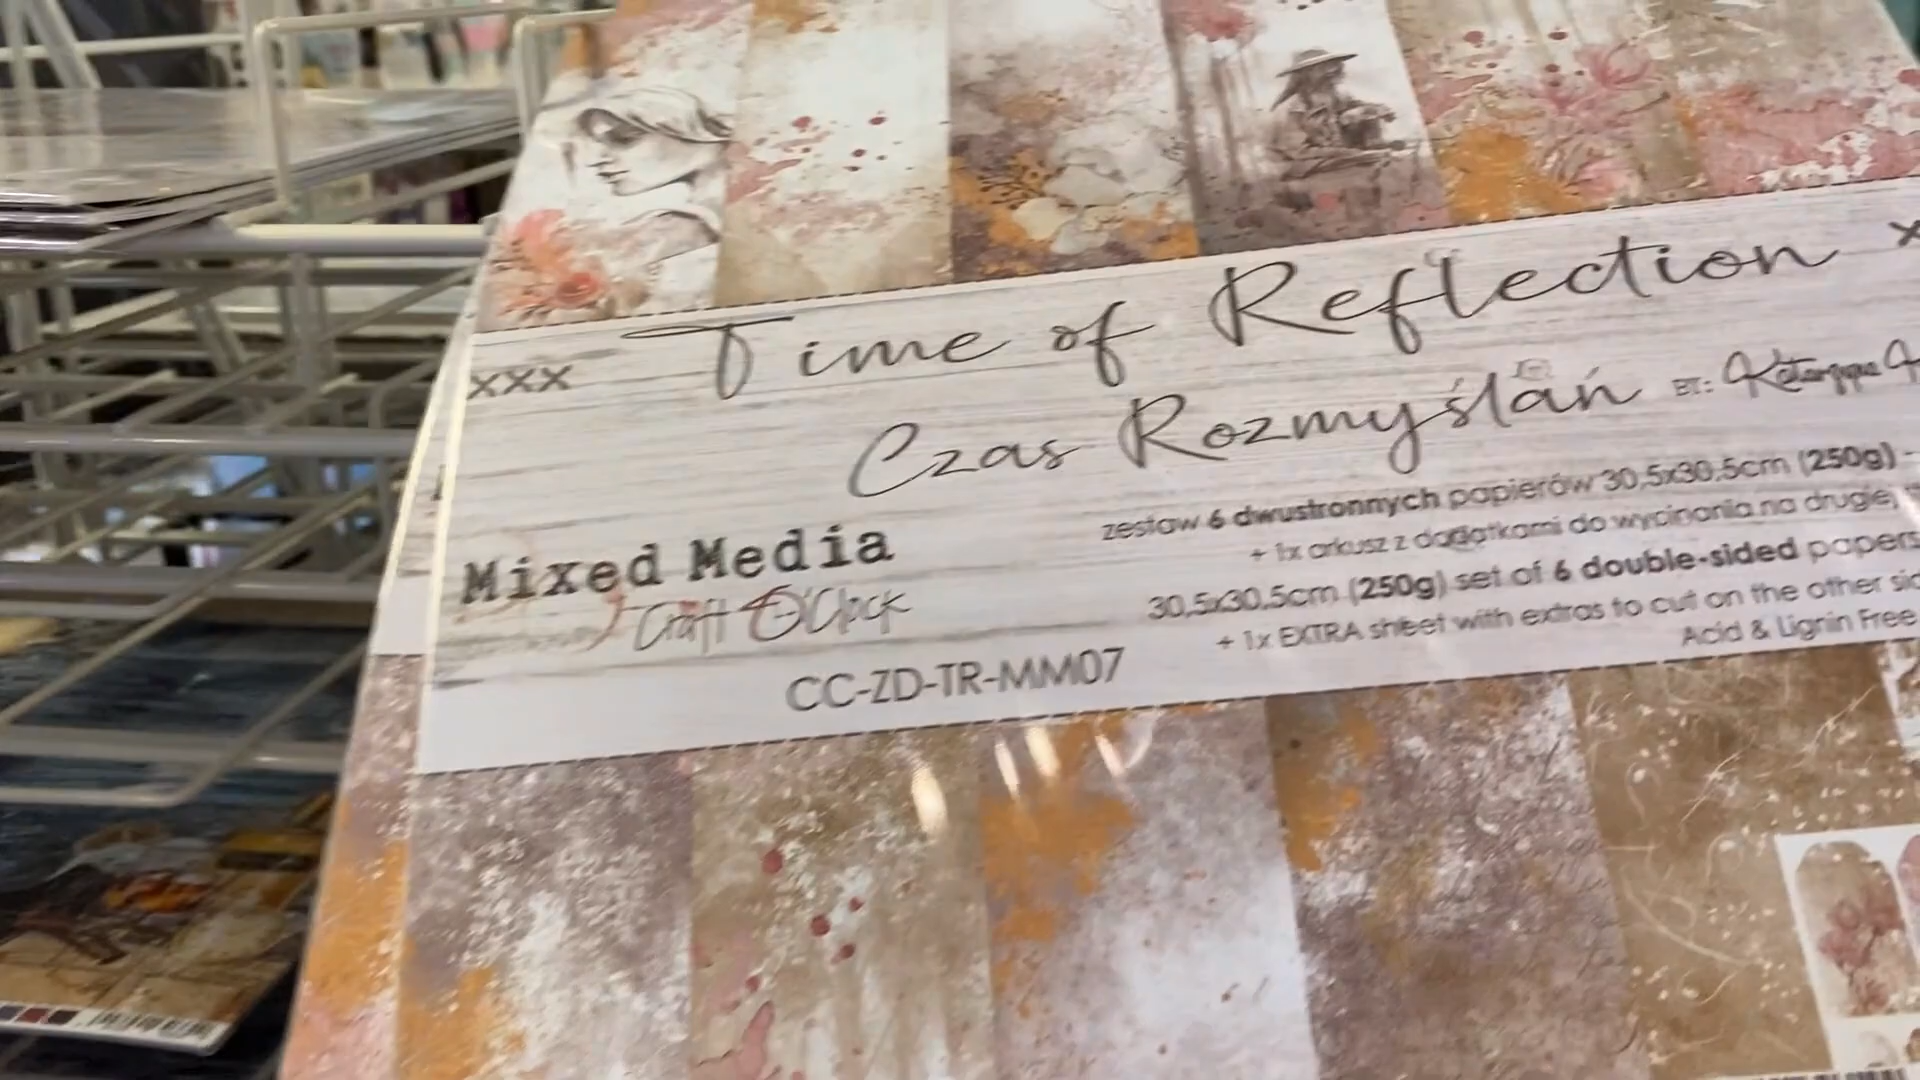 xxx Time of Reflection x
Czas Rozmyślań BY: Katarzyna
zestaw 6 dwustronnych papierów 30,5x30,5cm (250g) -
+ 1x arkusz z dodatkami do wycinania na drugiej
Mixed Media
Craft O'Clock
30,5x30,5cm (250g) set of 6 double-sided papers
+ 1x EXTRA sheet with extras to cut on the other
Acid & Lignin Free
CC-ZD-TR-MM07